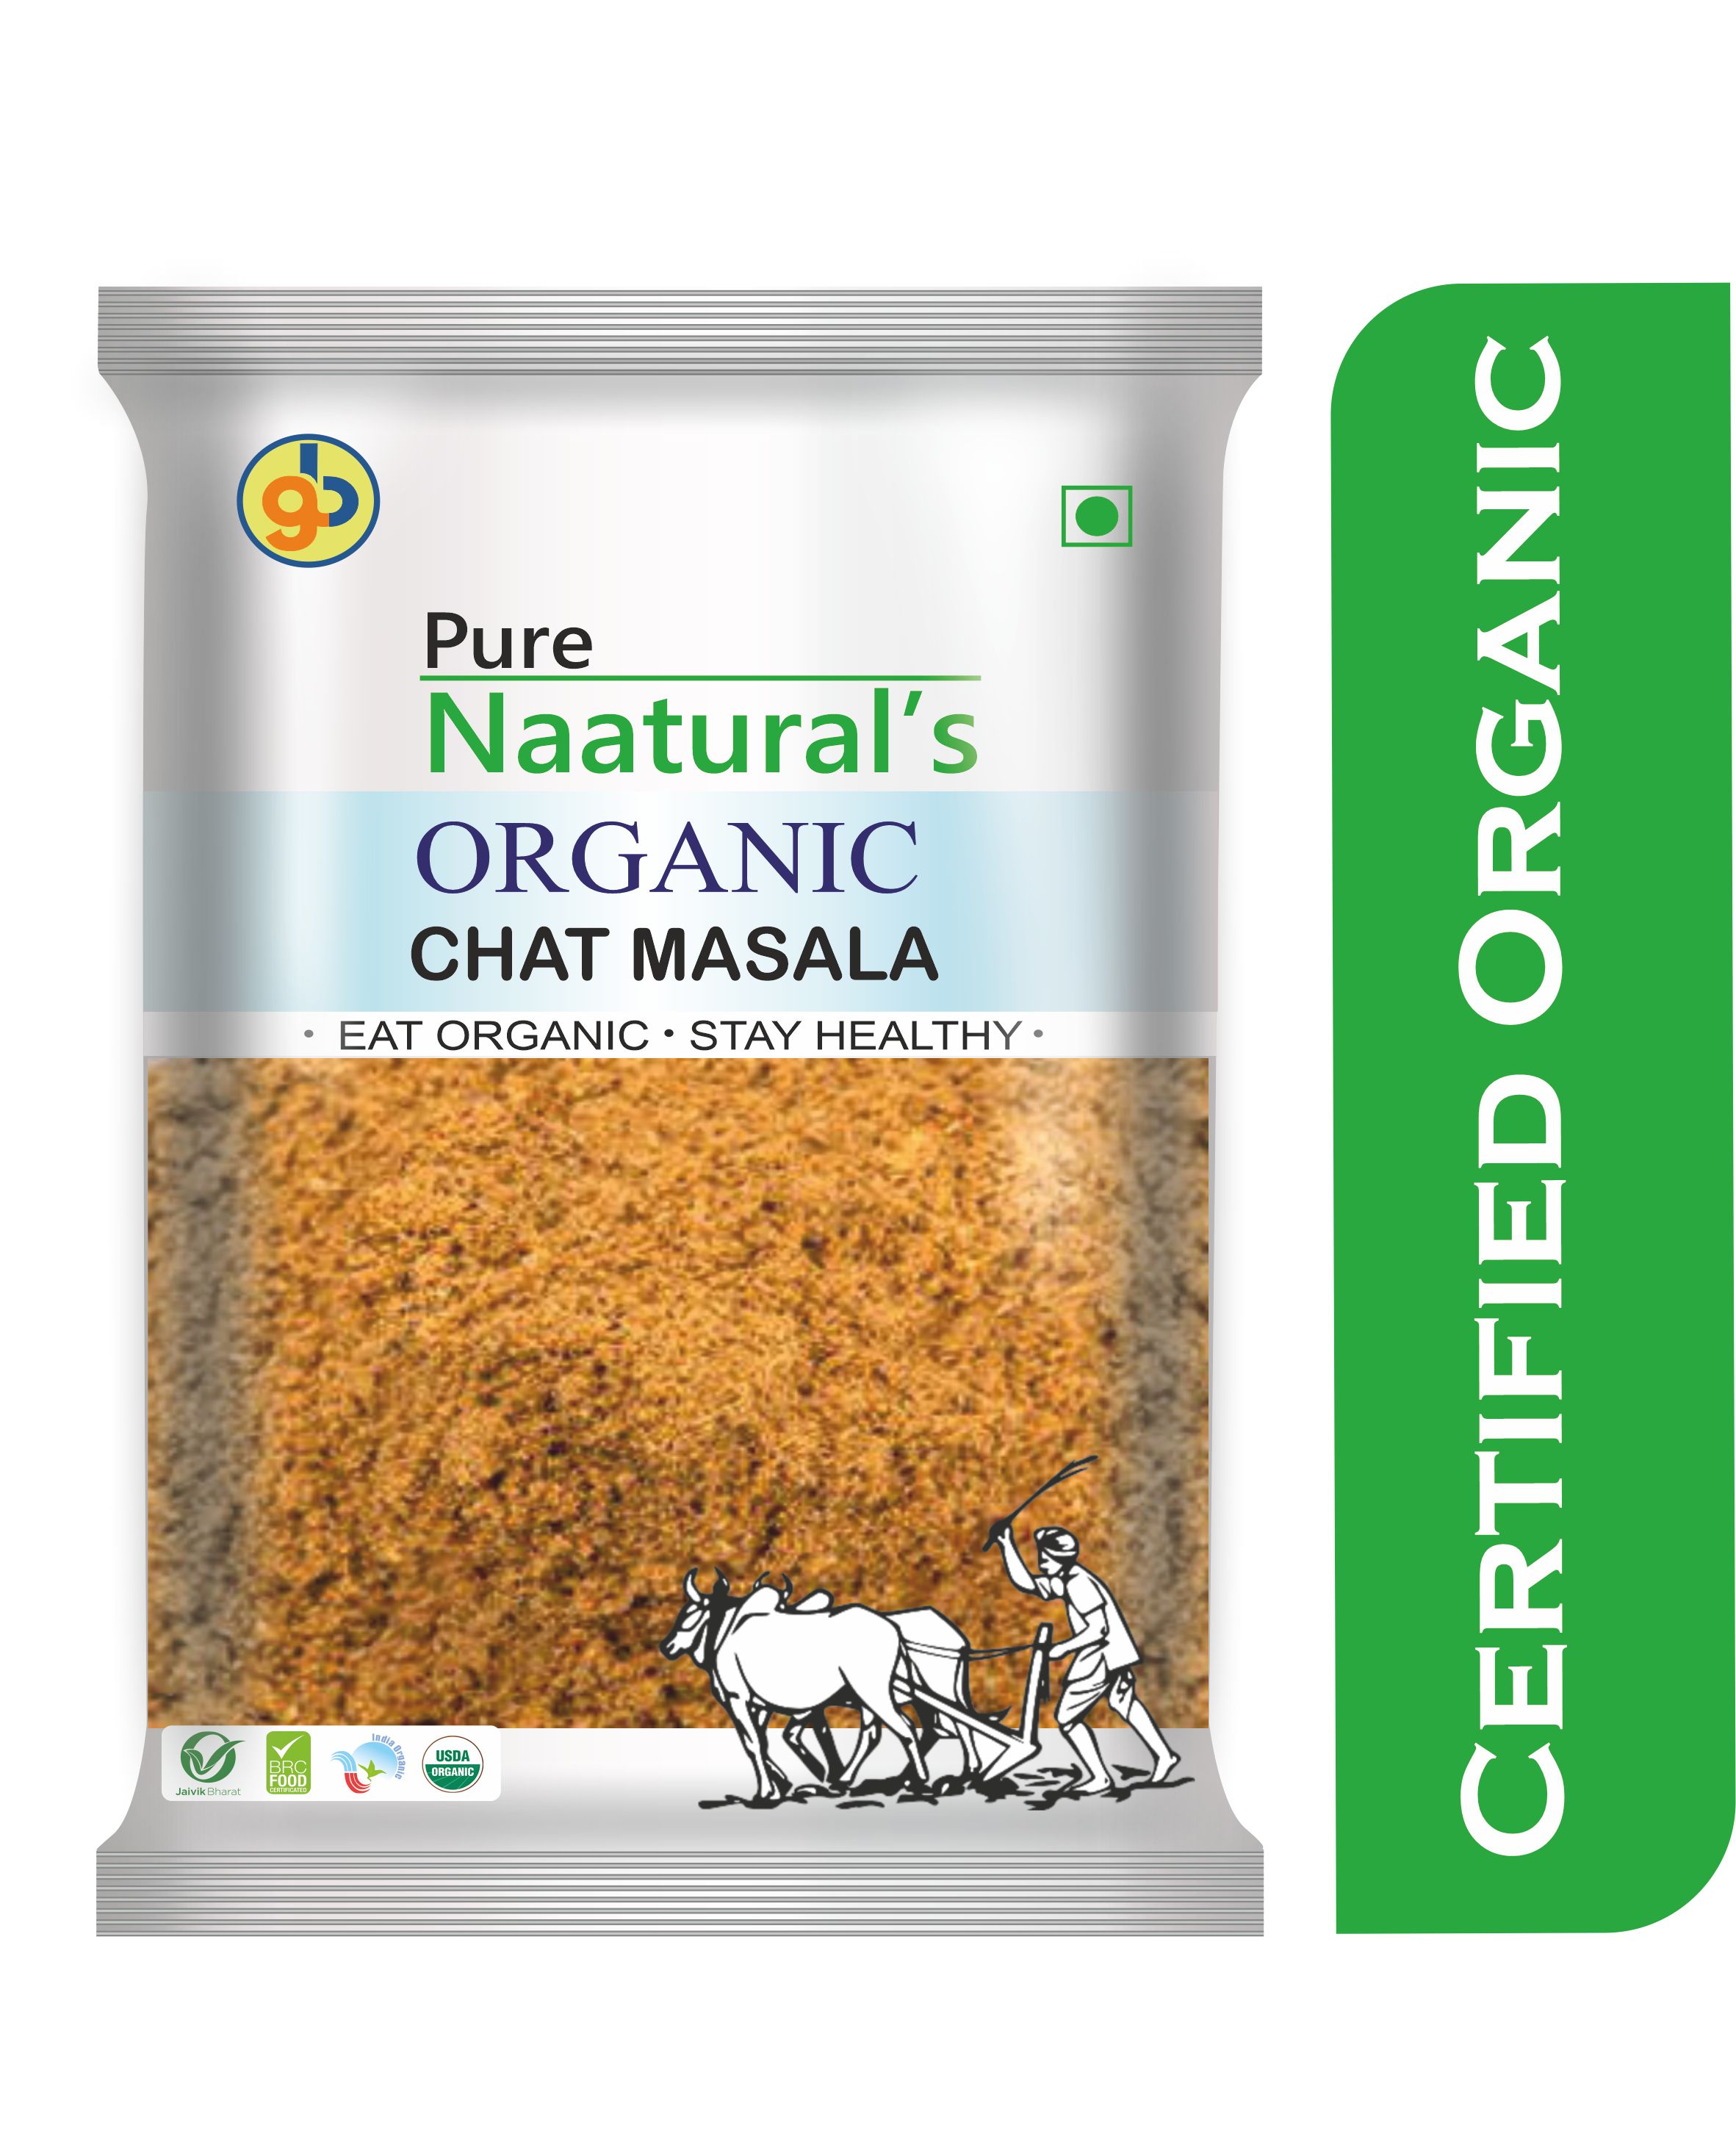 gb
Pure
Naatural's
ORGANIC
CHAT MASALA
• EAT ORGANIC • STAY HEALTHY •
Jaivik Bharat
BRC
FOOD
CERTIFICATED
India Organic
USDA
ORGANIC
CERTIFIED ORGANIC